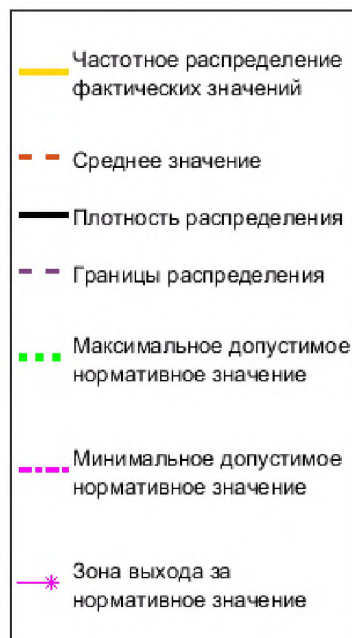 Частотное распределение
фактических значений
Среднее значение
Плотность распределения
Границы распределения
Максимальное допустимое
нормативное значение
Минимальное допустимое
нормативное значение
Зона выхода за
нормативное значение